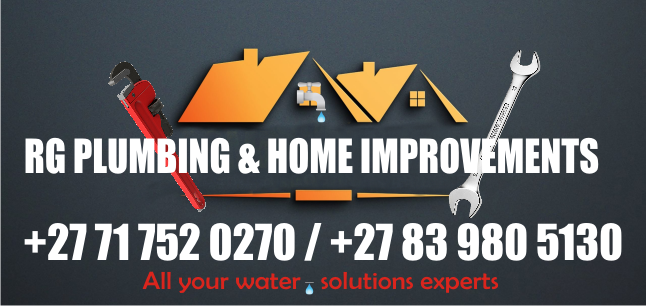 RG PLUMBING & HOME IMPROVEMENTS
+27 71 752 0270 / +27 83 980 5130
All your water solutions experts